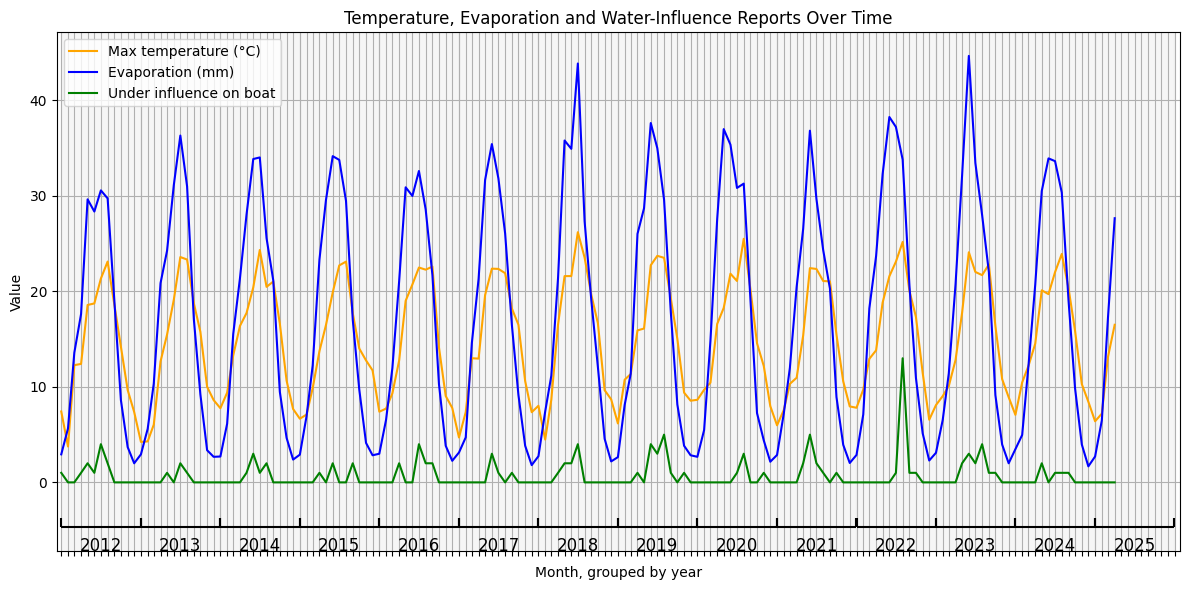 Temperature, Evaporation and Water-Influence Reports Over Time
Max temperature (°C)
Evaporation (mm)
Under influence on boat
Value
40
30
20
10
0
2012 2013 2014 2015 2016 2017 2018 2019 2020 2021 2022 2023 2024 2025
Month, grouped by year